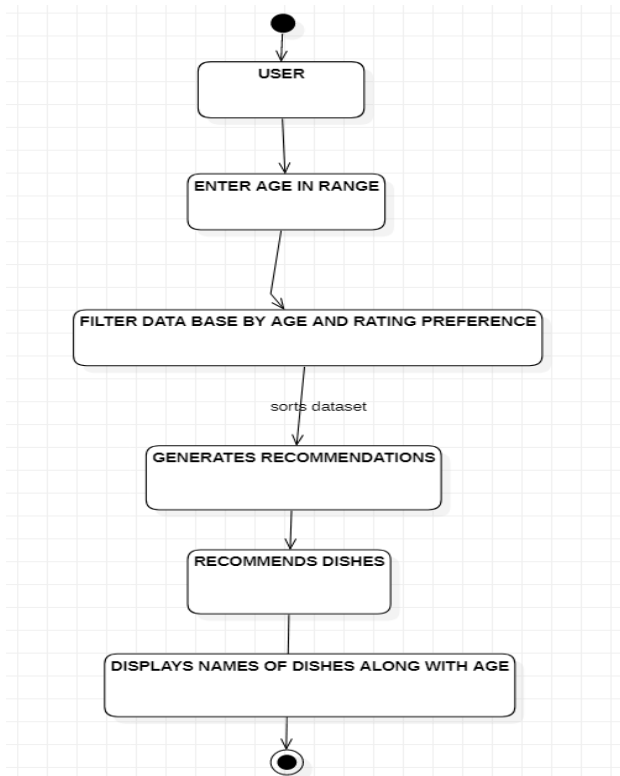 USER
ENTER AGE IN RANGE
FILTER DATA BASE BY AGE AND RATING PREFERENCE
sorts dataset
GENERATES RECOMMENDATIONS
RECOMMENDS DISHES
DISPLAYS NAMES OF DISHES ALONG WITH AGE